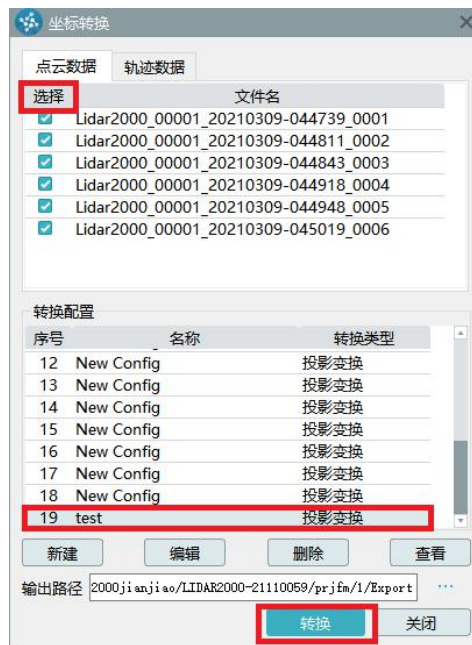 坐标转换
点云数据 轨迹数据
选择 文件名
Lidar2000_00001_20210309-044739_0001
Lidar2000_00001_20210309-044811_0002
Lidar2000_00001_20210309-044843_0003
Lidar2000_00001_20210309-044918_0004
Lidar2000_00001_20210309-044948_0005
Lidar2000_00001_20210309-045019_0006
转换配置
序号 名称 转换类型
12 New Config 投影变换
13 New Config 投影变换
14 New Config 投影变换
15 New Config 投影变换
16 New Config 投影变换
17 New Config 投影变换
18 New Config 投影变换
19 test 投影变换
新建 编辑 删除 查看
输出路径 2000jianjiao/LIDAR2000-21110059/prjfm/1/Export ...
转换 关闭